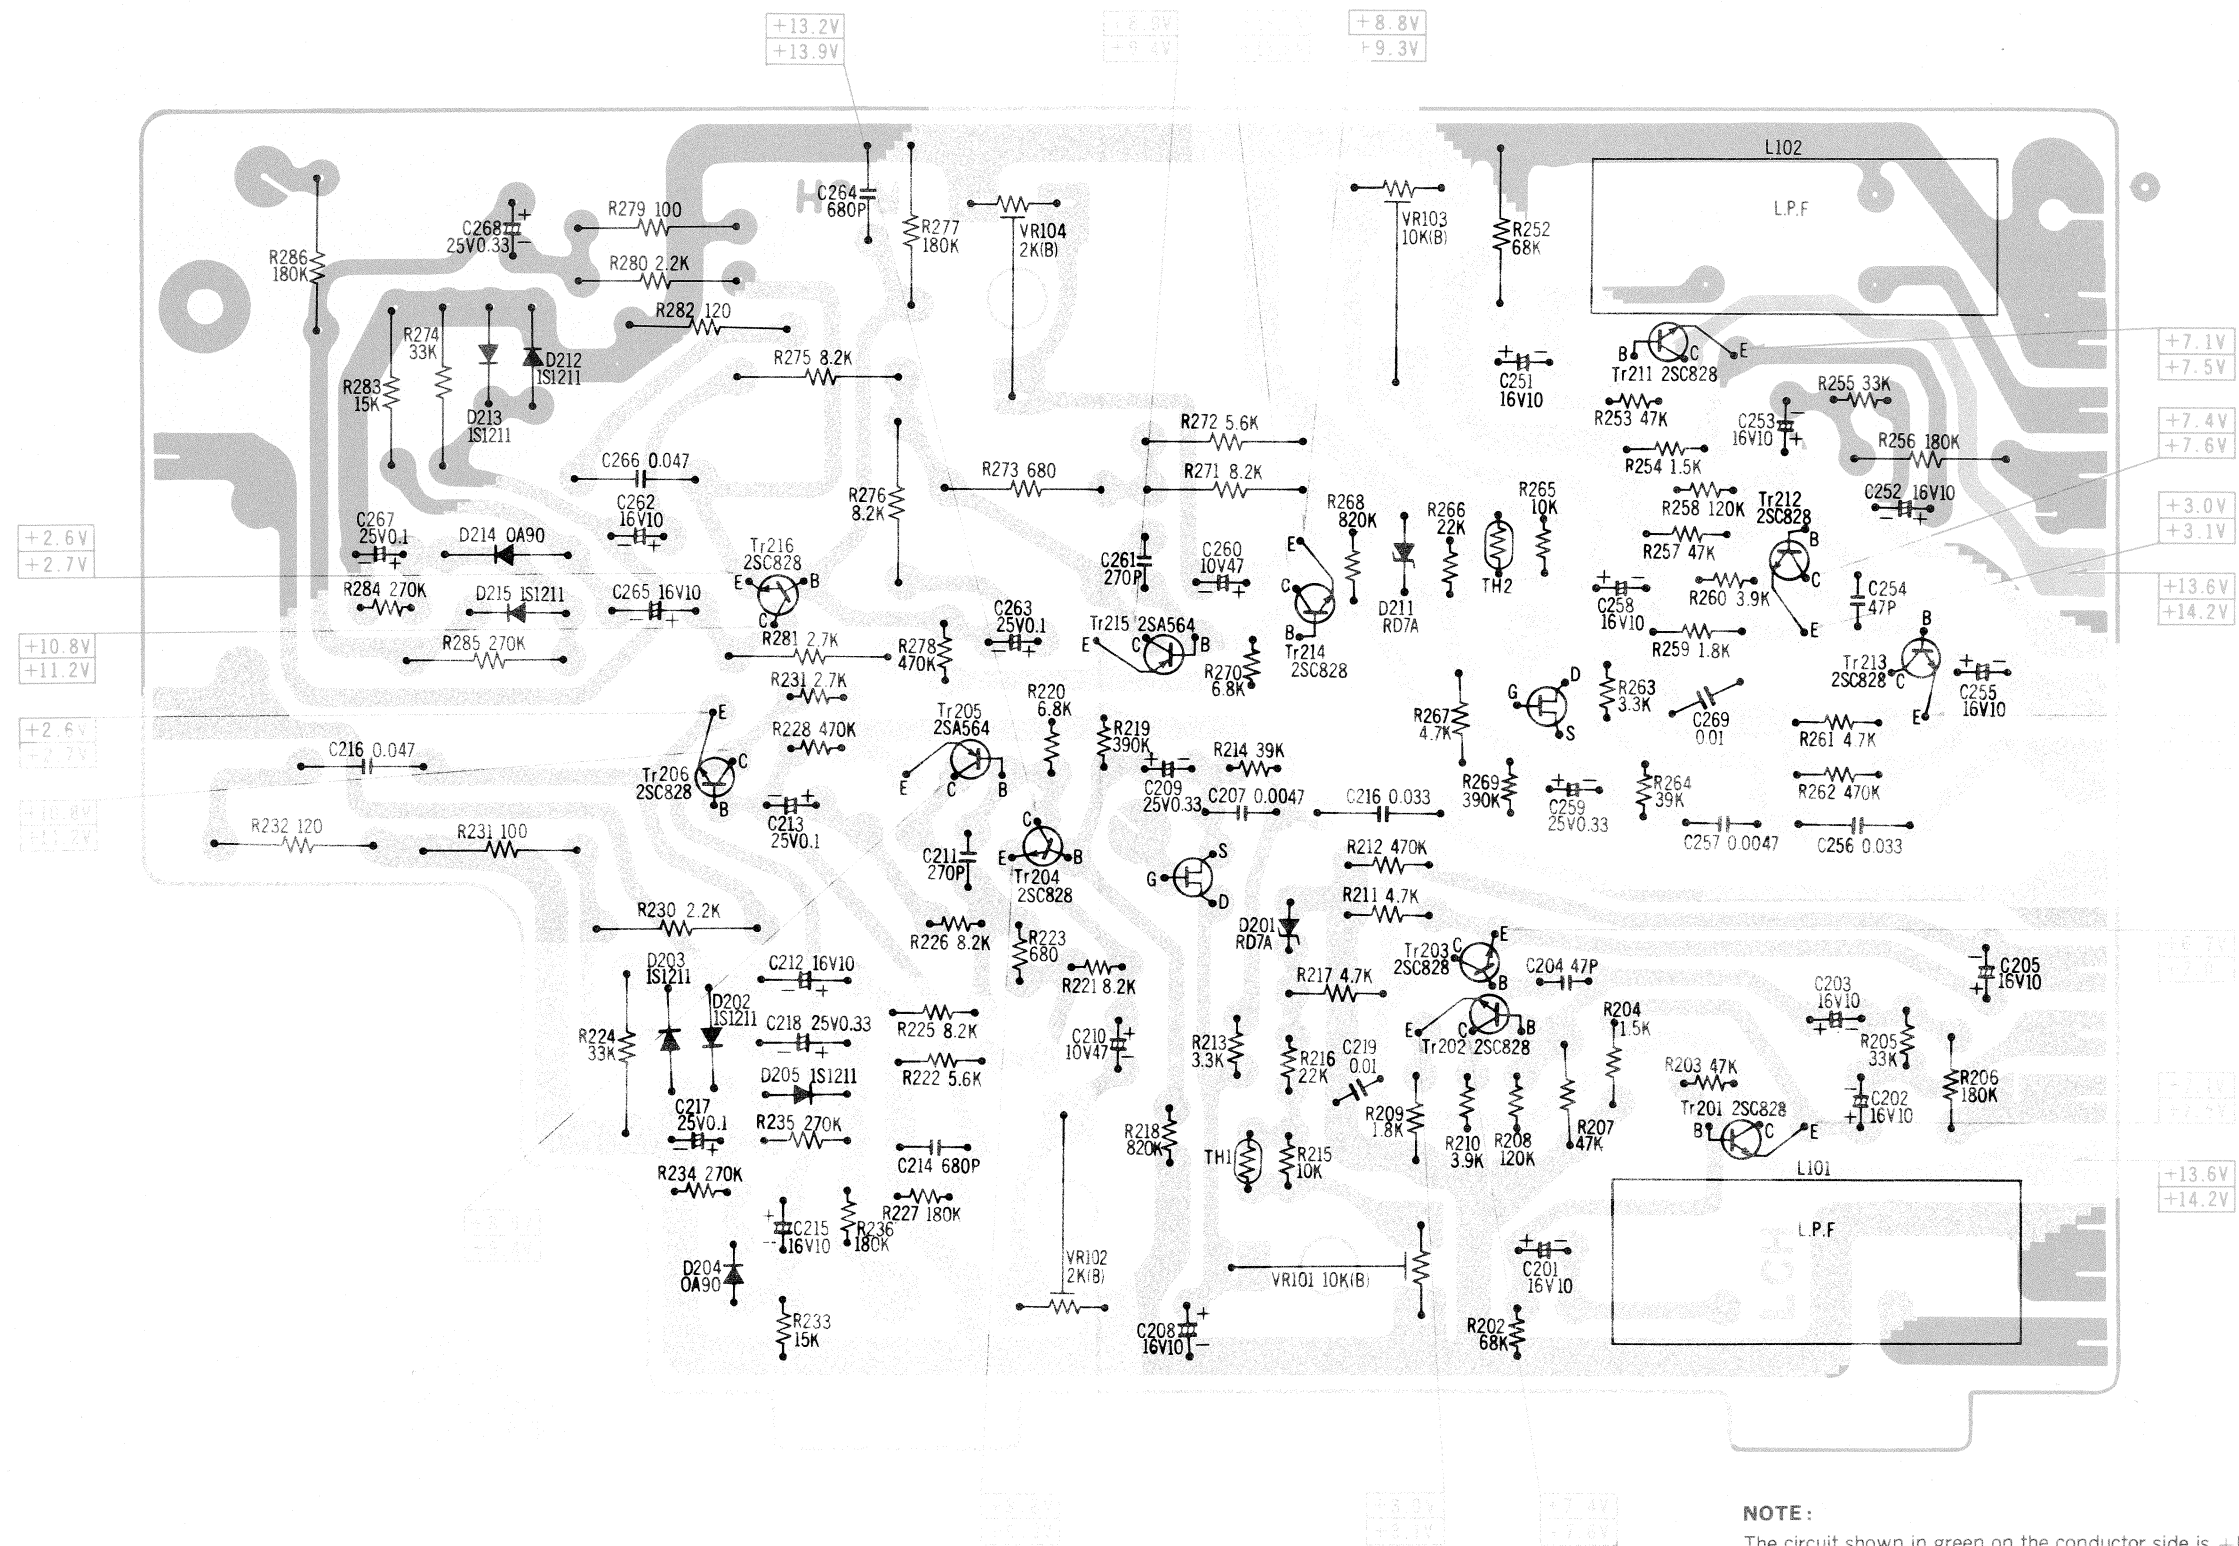 +13.2V
+13.9V
+8.8V
+9.3V
L102
L.P.F
C264
680P
R277
180K
VR104
2K(B)
VR103
10K(B)
R252
68K
R279 100
C268
25V0.33
R286
180K
R280 2.2K
R282 120
R274
33K
R275 8.2K
D212
1S1211
R283
15K
D213
1S1211
+7.1V
+7.5V
B C E
Tr211 2SC828
C251
16V10
R255 33K
R253 47K
C253
16V10
+7.4V
+7.6V
R272 5.6K
R256 180K
C266 0.047
R273 680
R271 8.2K
R254 1.5K
R276
8.2K
R268
820K
R266
22K
R265
10K
R258 120K
Tr212
2SC828
C252 16V10
+3.0V
+3.1V
C267
25V0.1
C262
16V10
D214 OA90
+2.6V
+2.7V
Tr216
2SC828
E B C
C261
270P
C260
10V47
E C B
Tr214
2SC828
D211
RD7A
TH2
R257 47K
B C E
R260 3.9K
C254
47P
C258
16V10
+13.6V
+14.2V
R284 270K
D215 1S1211
C265 16V10
C263
25V0.1
Tr215 2SA564
E C B
R259 1.8K
+10.8V
+11.2V
R285 270K
R281 2.7K
R278
470K
R270
6.8K
B
Tr213
2SC828
C E
C255
16V10
R231 2.7K
R220
6.8K
G D S
R263
3.3K
C269
0.01
R267
4.7K
+2.6V
+2.7V
E
Tr206
2SC828
C B
R228 470K
Tr205
2SA564
E C B
R219
390K
R214 39K
R261 4.7K
C216 0.047
C209
25V0.33
C207 0.0047
C216 0.033
R269
390K
C259
25V0.33
R264
39K
R262 470K
+10.8V
+11.2V
C213
25V0.1
R232 120
R231 100
C257 0.0047
C256 0.033
C211
270P
C E B
Tr204
2SC828
G S D
R212 470K
R211 4.7K
R230 2.2K
R226 8.2K
R223
680
D201
RD7A
E C B
Tr203
2SC828
C204 47P
D203
1S1211
C212 16V10
R221 8.2K
R217 4.7K
C205
16V10
D202
1S1211
C203
16V10
R224
33K
C218 25V0.33
R225 8.2K
C210
10V47
R213
3.3K
R216
22K
C219
0.01
E C B
Tr202 2SC828
R204
1.5K
R205
33K
D205 1S1211
R222 5.6K
R203 47K
R206
180K
C217
25V0.1
R235 270K
R218
820K
R209
1.8K
R210
3.9K
R208
120K
R207
47K
Tr201 2SC828
B C E
C202
16V10
C214 680P
TH1
R215
10K
L101
R234 270K
R227 180K
+13.6V
+14.2V
C215
16V10
R236
180K
L.P.F
D204
OA90
VR102
2K(B)
VR101 10K(B)
C201
16V10
R233
15K
C208
16V10
R202
68K
NOTE:
The circuit shown in green on the conductor side is